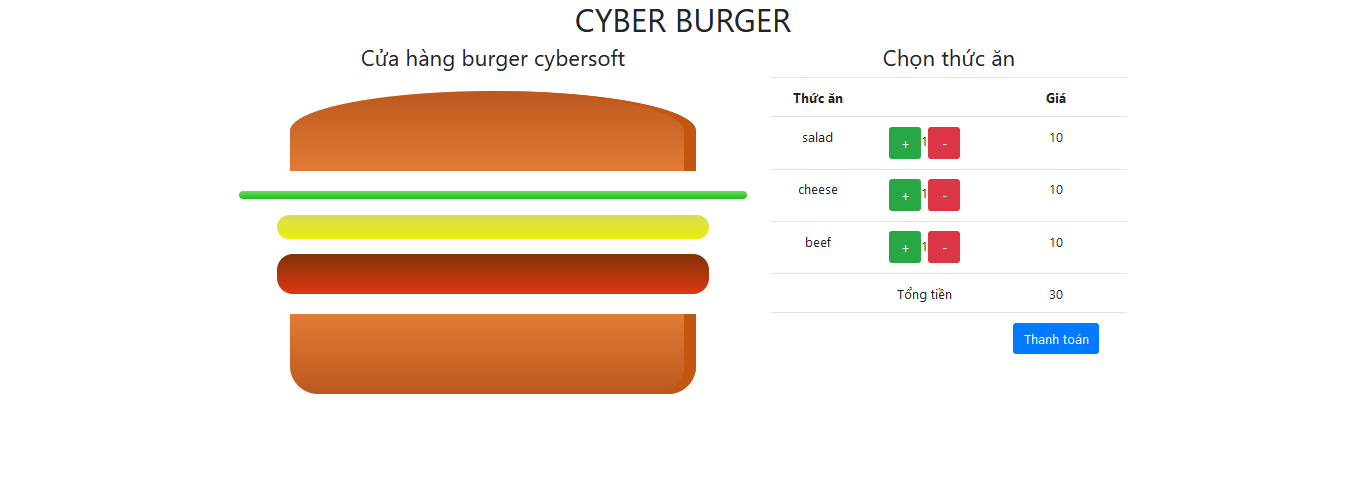 CYBER BURGER
Cửa hàng burger cybersoft
Chọn thức ăn
Thức ăn Giá
salad + 1 - 10
cheese + 1 - 10
beef + 1 - 10
Tổng tiền 30
Thanh toán